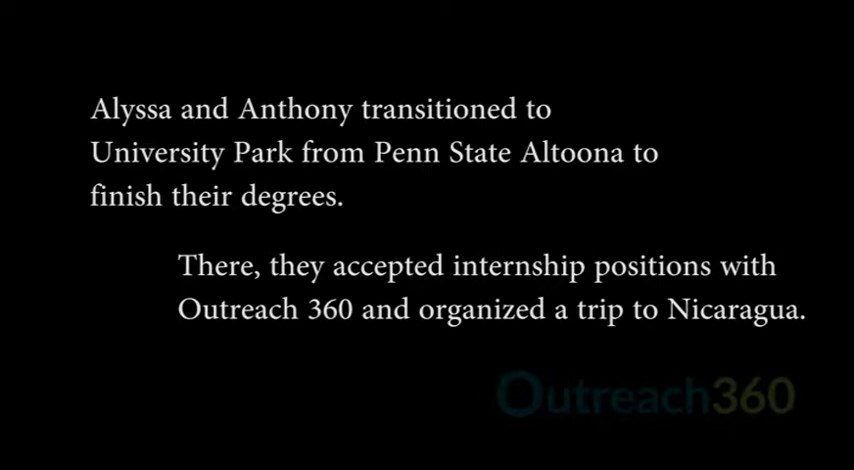 Alyssa and Anthony transitioned to
University Park from Penn State Altoona to
finish their degrees.
There, they accepted internship positions with
Outreach 360 and organized a trip to Nicaragua.
Outreach360